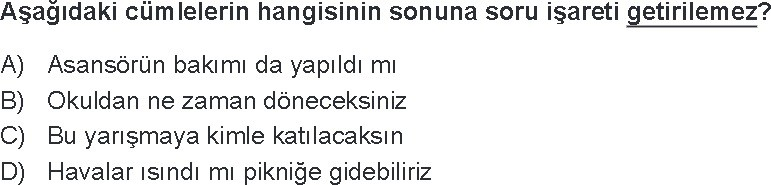 Aşağıdaki cümlelerin hangisinin sonuna soru işareti getirilemez?
A) Asansörün bakımı da yapıldı mı
B) Okuldan ne zaman döneceksiniz
C) Bu yarışmaya kimle katılacaksın
D) Havalar ısındı mı pikniğe gidebiliriz